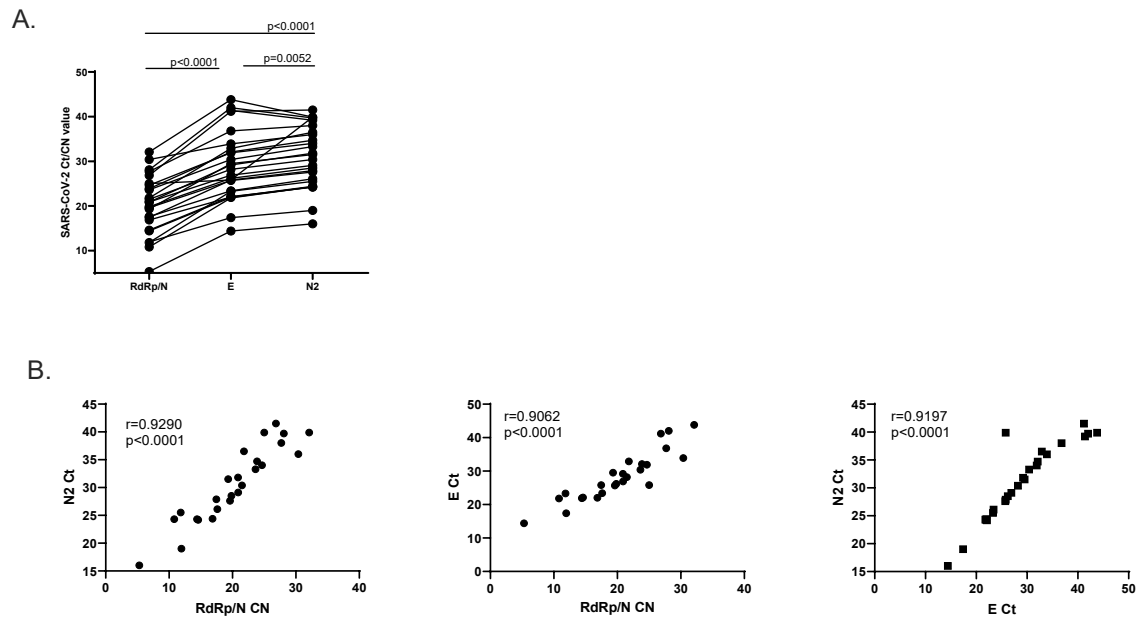 A.
p<0.0001
p<0.0001
p=0.0052
SARS-CoV-2 Ct/CN value
50
40
30
20
10
RdRp/N
E
N2
B.
r=0.9290
p<0.0001
N2 Ct
45
40
35
30
25
20
15
0
10
20
30
40
RdRp/N CN
r=0.9062
p<0.0001
E Ct
50
40
30
20
10
0
0
10
20
30
40
RdRp/N CN
r=0.9197
p<0.0001
N2 Ct
45
40
35
30
25
20
15
0
10
20
30
40
50
E Ct